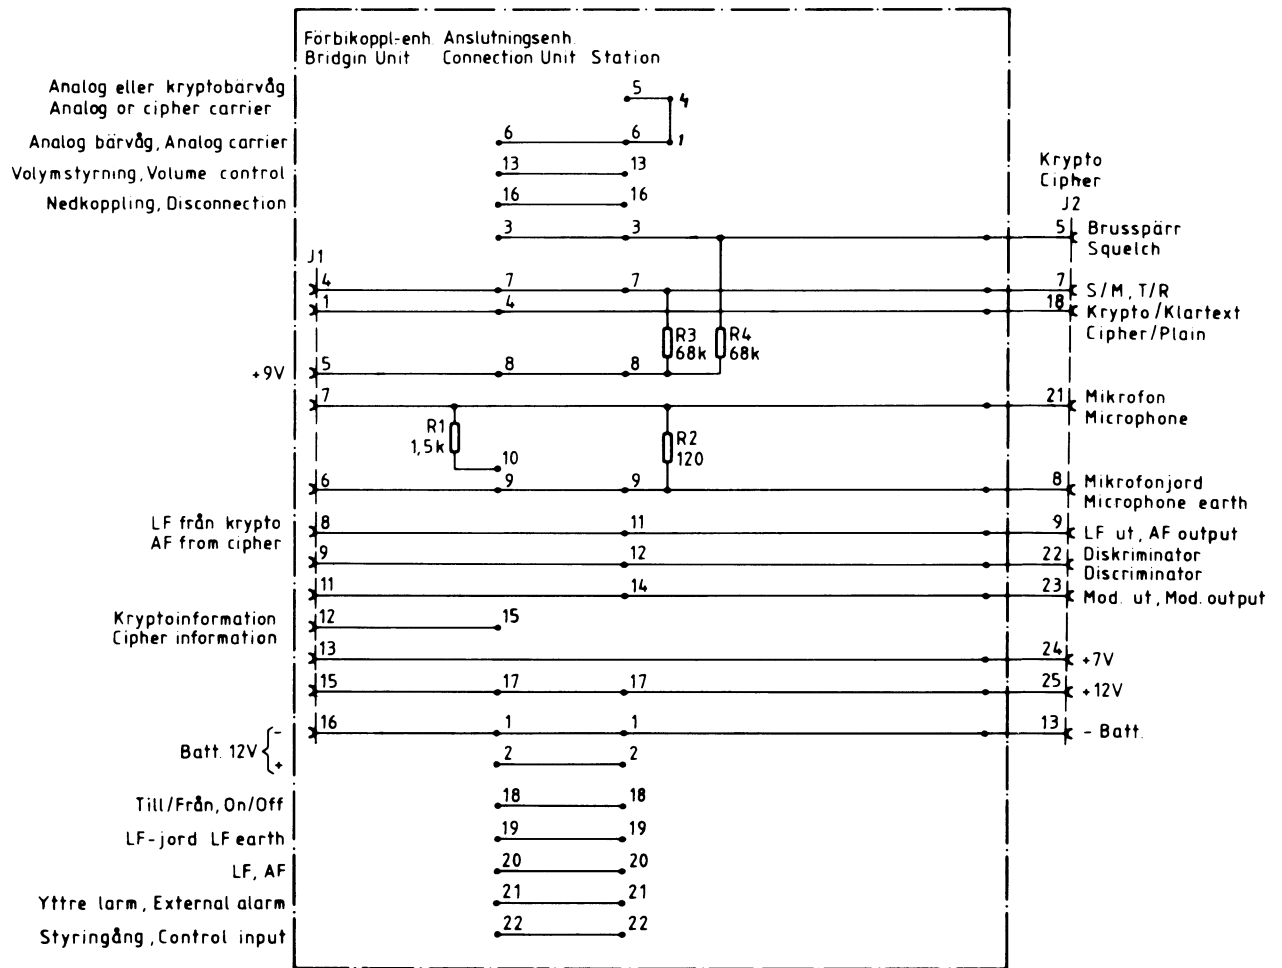 Förbikoppl-enh. Anslutningsenh.
Bridgin Unit Connection Unit Station
Analog eller kryptobärvåg
Analog or cipher carrier
5 4
Analog bärvåg, Analog carrier
6 6 1
Volymstyrning, Volume control
13 13
Krypto
Cipher
Nedkoppling, Disconnection
16 16
J2
3 3 5 Brusspärr
Squelch
J1
4 7 7 7 S/M, T/R
1 4 18 Krypto/Klartext
Cipher/Plain
R3
68k
R4
68k
+9V 5 8 8
7 21 Mikrofon
Microphone
R1
1,5k
R2
120
10
6 9 9 8 Mikrofonjord
Microphone earth
LF från krypto
AF from cipher
8 11 9 LF ut, AF output
9 12 22 Diskriminator
Discriminator
11 14 23 Mod. ut, Mod. output
Kryptoinformation
Cipher information
12 15
13 24 +7V
15 17 17 25 +12V
16 1 1 13 - Batt.
Batt. 12V { - +
2 2
Till/Från, On/Off
18 18
LF-jord LF earth
19 19
LF, AF
20 20
Yttre larm, External alarm
21 21
Styringång, Control input
22 22